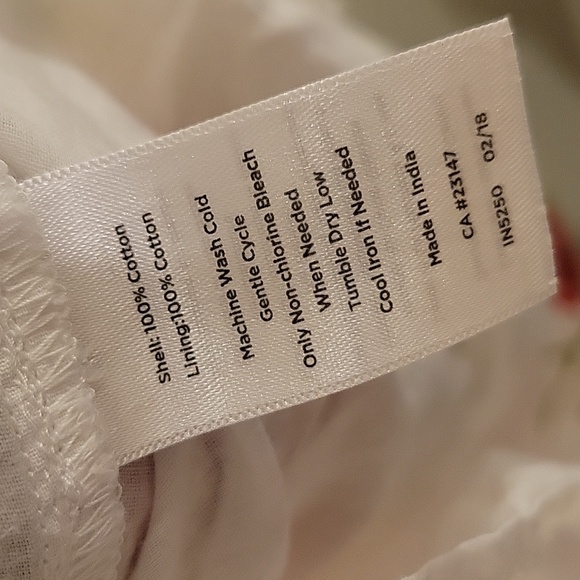 Shell: 100% Cotton
Lining:100% Cotton
Machine Wash Cold
Gentle Cycle
Only Non-chlorine Bleach
When Needed
Tumble Dry Low
Cool Iron If Needed
Made In India
CA #23147
IN5250 02/18